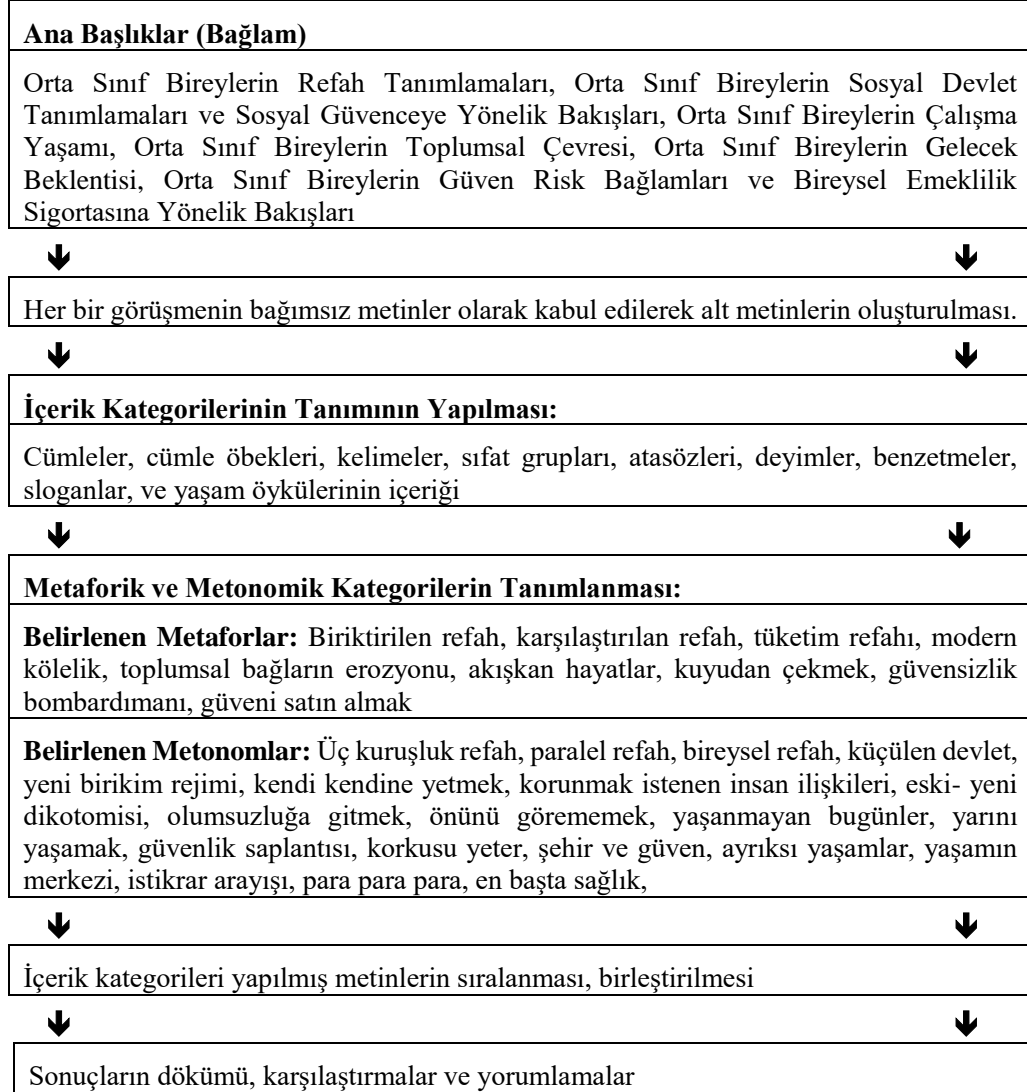 Ana Başlıklar (Bağlam)
Orta Sınıf Bireylerin Refah Tanımlamaları, Orta Sınıf Bireylerin Sosyal Devlet
Tanımlamaları ve Sosyal Güvenceye Yönelik Bakışları, Orta Sınıf Bireylerin Çalışma
Yaşamı, Orta Sınıf Bireylerin Toplumsal Çevresi, Orta Sınıf Bireylerin Gelecek
Beklentisi, Orta Sınıf Bireylerin Güven Risk Bağlamları ve Bireysel Emeklilik
Sigortasına Yönelik Bakışları
Her bir görüşmenin bağımsız metinler olarak kabul edilerek alt metinlerin oluşturulması.
İçerik Kategorilerinin Tanımının Yapılması:
Cümleler, cümle öbekleri, kelimeler, sıfat grupları, atasözleri, deyimler, benzetmeler,
sloganlar, ve yaşam öykülerinin içeriği
Metaforik ve Metonomik Kategorilerin Tanımlanması:
Belirlenen Metaforlar: Biriktirilen refah, karşılaştırılan refah, tüketim refahı, modern
kölelik, toplumsal bağların erozyonu, akışkan hayatlar, kuyudan çekmek, güvensizlik
bombardımanı, güveni satın almak
Belirlenen Metonomlar: Üç kuruşluk refah, paralel refah, bireysel refah, küçülen devlet,
yeni birikim rejimi, kendi kendine yetmek, korunmak istenen insan ilişkileri, eski- yeni
dikotomisi, olumsuzluğa gitmek, önünü görememek, yaşanmayan bugünler, yarını
yaşamak, güvenlik saplantısı, korkusu yeter, şehir ve güven, ayrıksı yaşamlar, yaşamın
merkezi, istikrar arayışı, para para para, en başta sağlık,
İçerik kategorileri yapılmış metinlerin sıralanması, birleştirilmesi
Sonuçların dökümü, karşılaştırmalar ve yorumlamalar